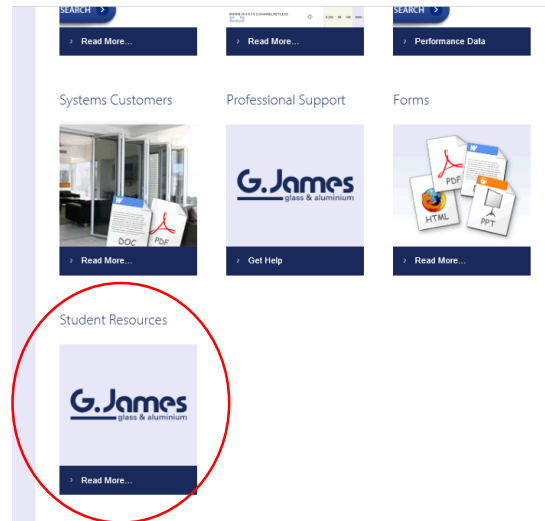 SEARCH >
SEARCH >
› Read More...
› Read More...
› Performance Data
Systems Customers
Professional Support
Forms
W
DOC
PDF
G.James
glass & aluminium
W
PDF
HTML
PPT
› Read More...
› Get Help
› Read More...
Student Resources
G.James
glass & aluminium
› Read More...